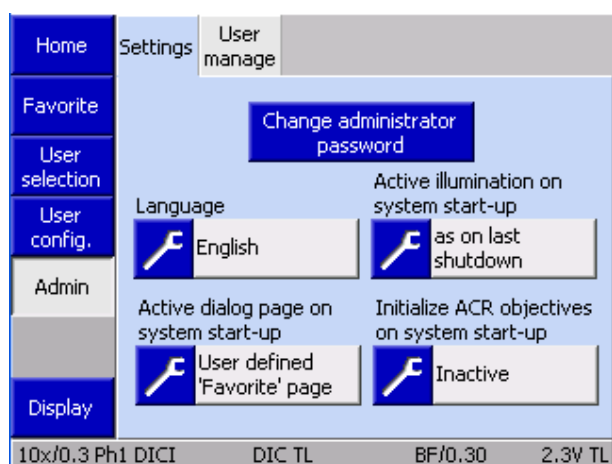 Home
Settings
User
manage
Favorite
User
selection
User
config.
Admin
Display
Change administrator
password
Language
English
Active illumination on
system start-up
as on last
shutdown
Active dialog page on
system start-up
User defined
'Favorite' page
Initialize ACR objectives
on system start-up
Inactive
10x/0.3 Ph1 DICI DIC TL BF/0.30 2.3V TL